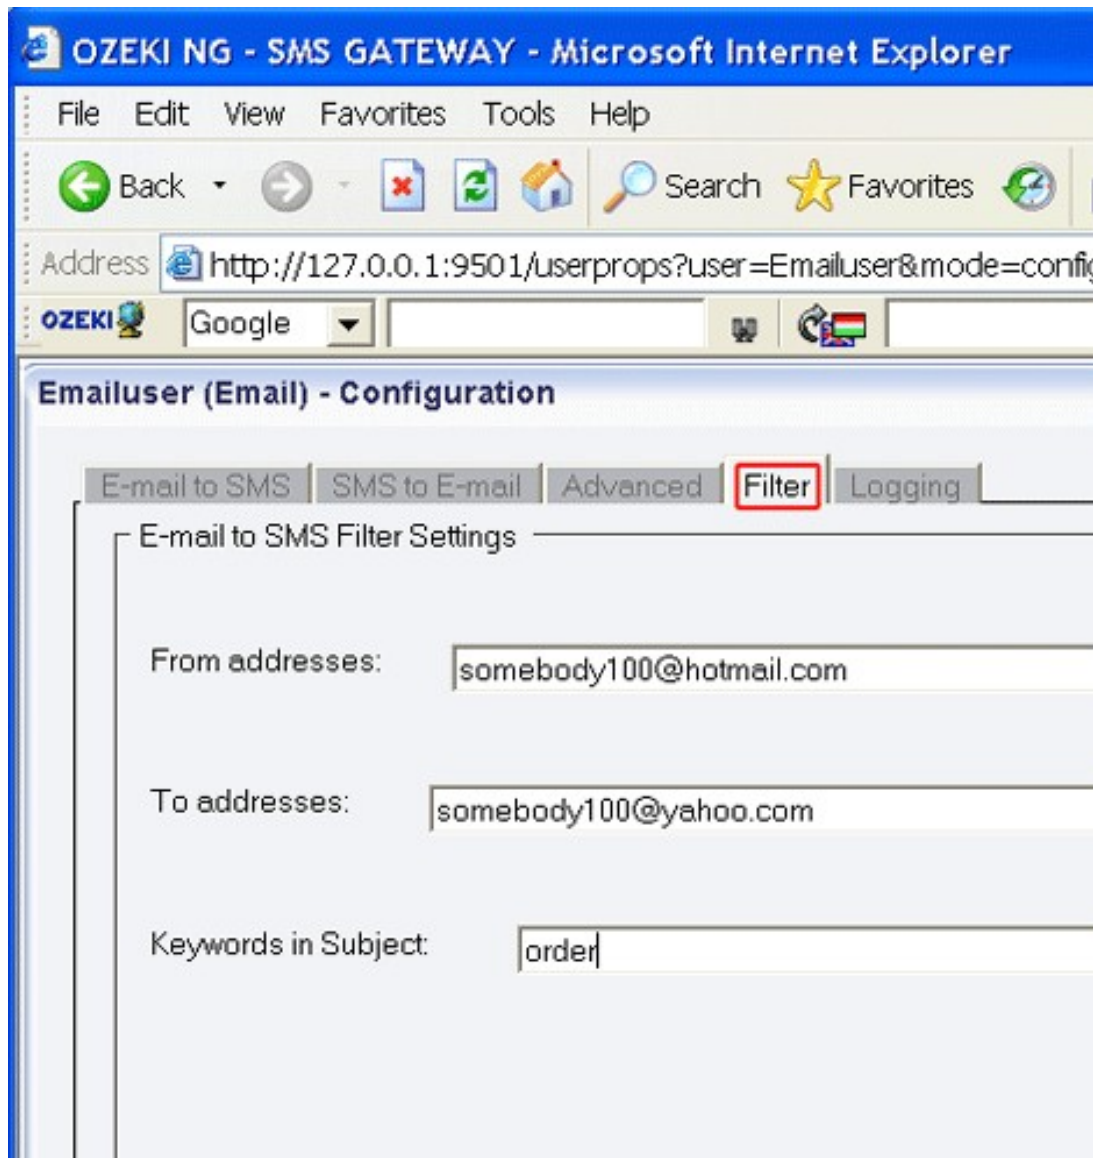 OZEKI NG - SMS GATEWAY - Microsoft Internet Explorer
File Edit View Favorites Tools Help
Back Search Favorites
Address http://127.0.0.1:9501/userprops?user=Emailuser&mode=config
OZEKI Google
Emailuser (Email) - Configuration
E-mail to SMS SMS to E-mail Advanced Filter Logging
E-mail to SMS Filter Settings
From addresses: somebody100@hotmail.com
To addresses: somebody100@yahoo.com
Keywords in Subject: order